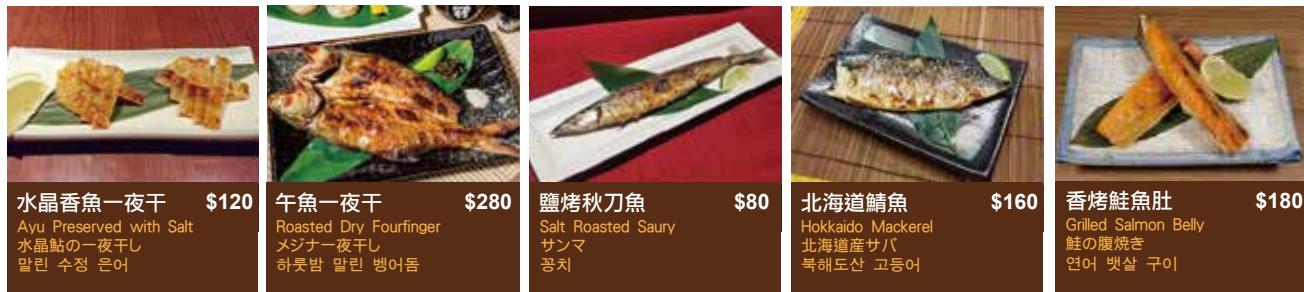 水晶香魚一夜干 $120
Ayu Preserved with Salt
水晶鮎の一夜干し
말린 수정 은어
午魚一夜干 $280
Roasted Dry Fourfinger
メジナ一夜干し
하룻밤 말린 벵어돔
鹽烤秋刀魚 $80
Salt Roasted Saury
サンマ
꽁치
北海道鯖魚 $160
Hokkaido Mackerel
北海道産サバ
북해도산 고등어
香烤鮭魚肚 $180
Grilled Salmon Belly
鮭の腹焼き
연어 뱃살 구이